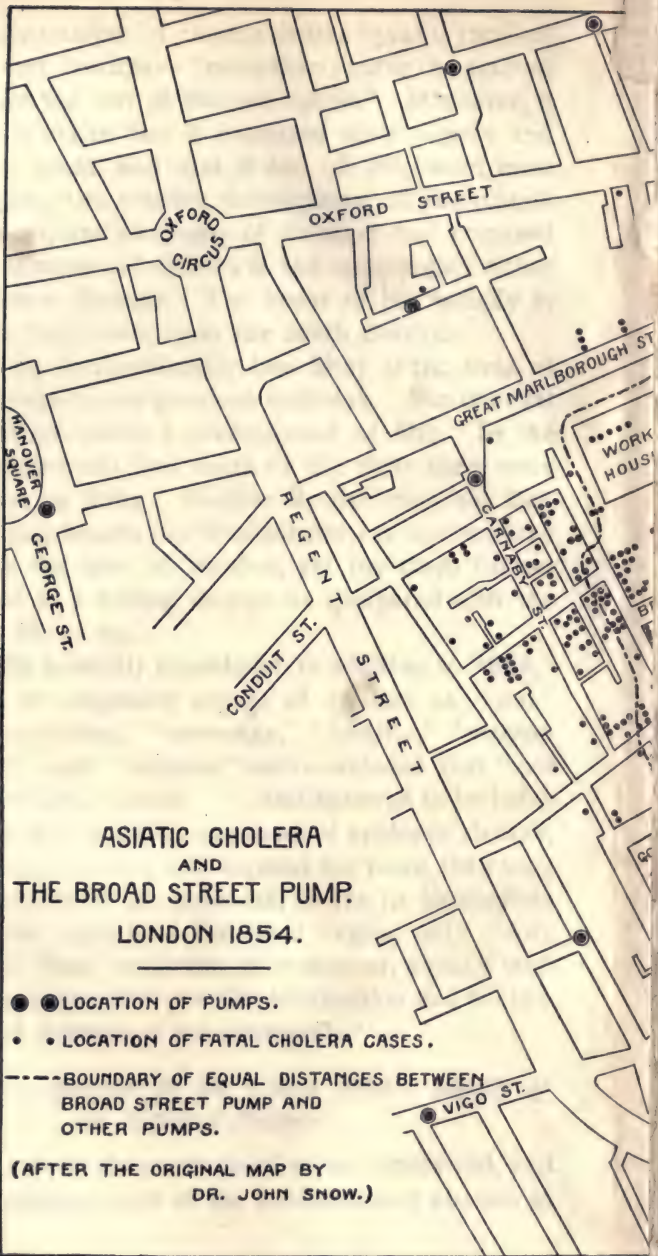 OXFORD STREET
OXFORD
CIRCUS
GREAT MARLBOROUGH ST
WORK
HOUS
HANOVER
SQUARE
GEORGE ST.
REGEN
STREET
CARNABY ST.
CONDUIT ST.
ASIATIC CHOLERA
AND
THE BROAD STREET PUMP.
LONDON 1854.
LOCATION OF PUMPS.
LOCATION OF FATAL CHOLERA CASES.
BOUNDARY OF EQUAL DISTANCES BETWEEN
BROAD STREET PUMP AND
OTHER PUMPS.
(AFTER THE ORIGINAL MAP BY
DR. JOHN SNOW.)
VIGO ST.